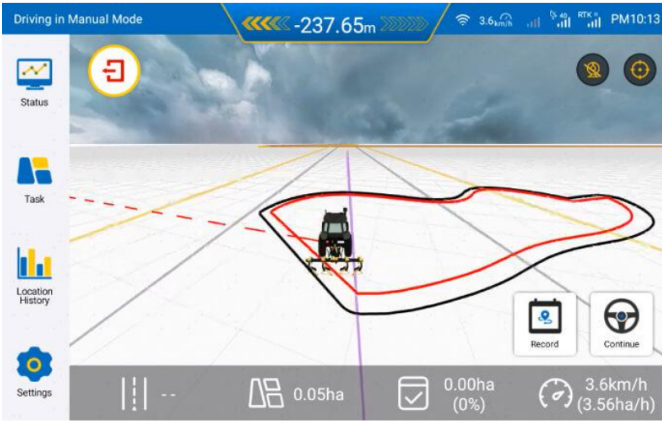 Driving in Manual Mode
-237.65m
3.6km/h
40
RTK
PM10:13
Status
Task
Location
History
Settings
Record
Continue
--
0.05ha
0.00ha
(0%)
3.6km/h
(3.56ha/h)